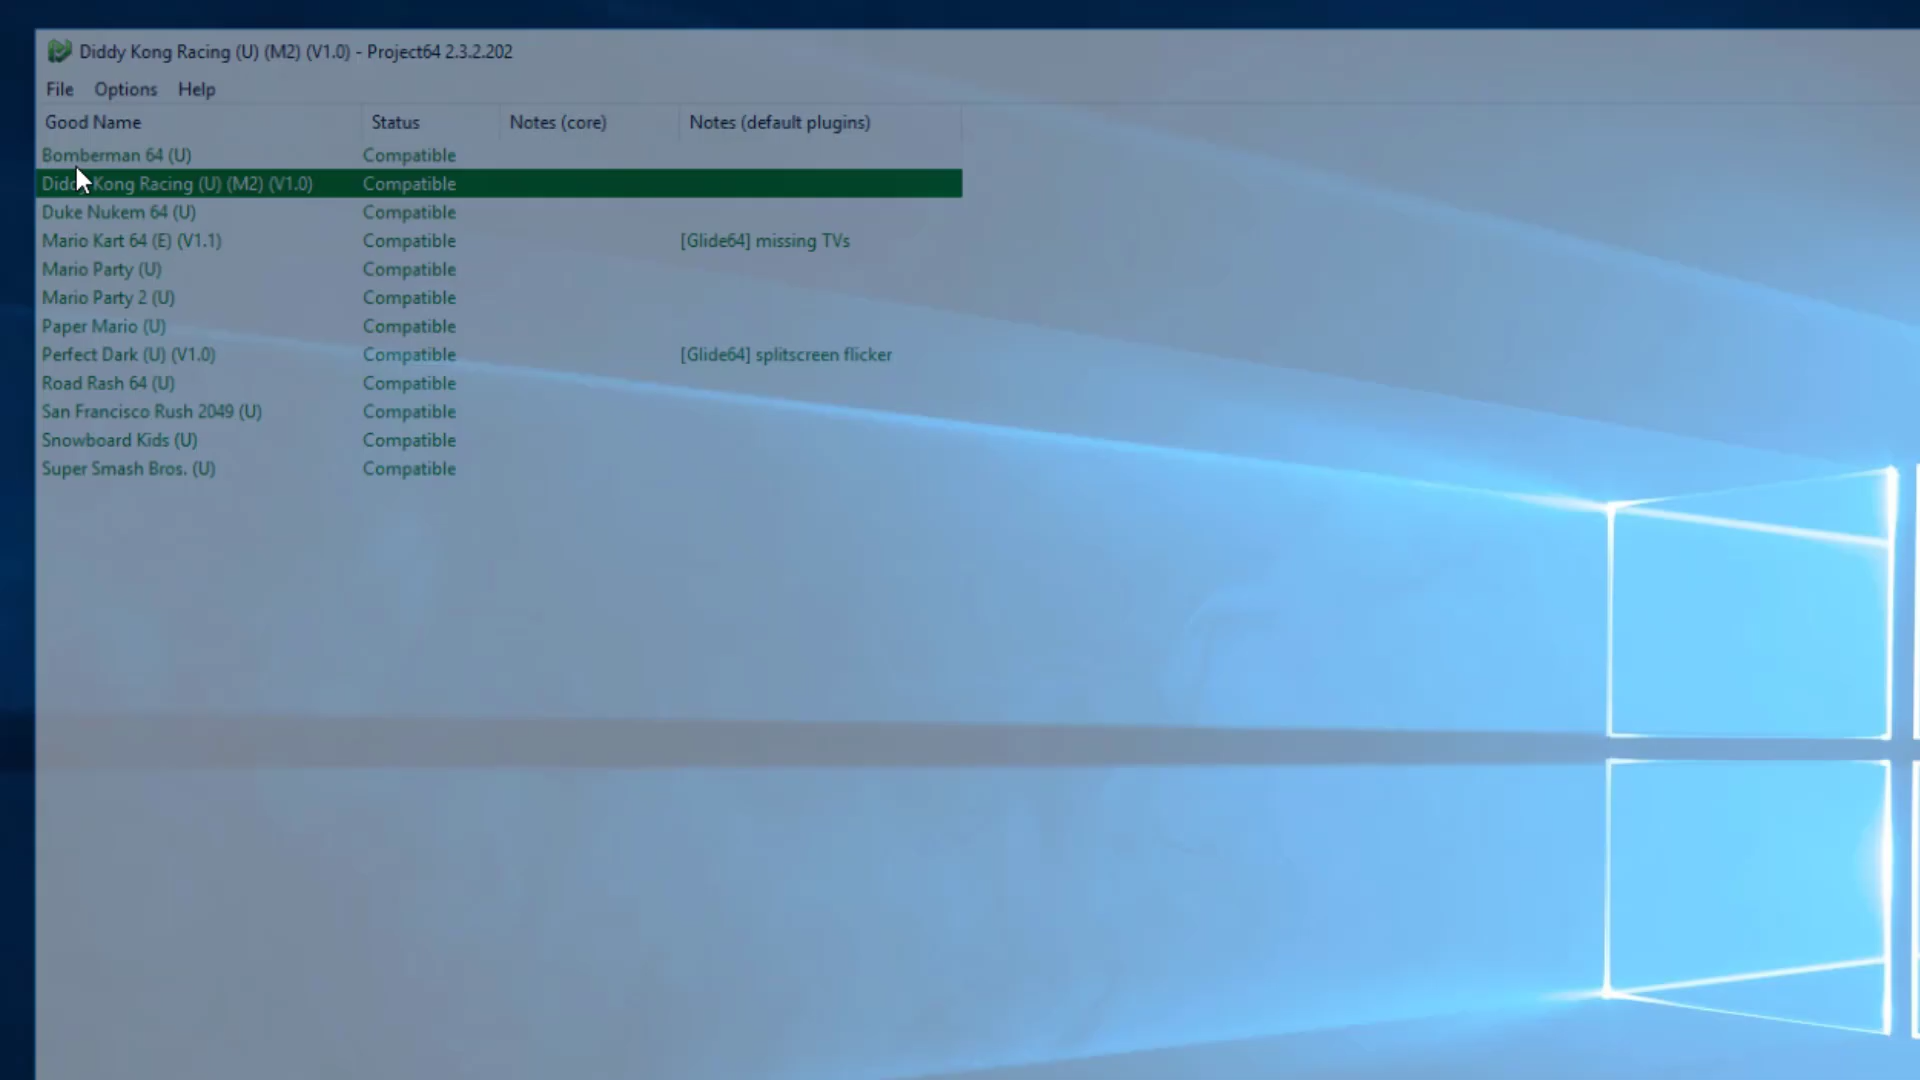 Diddy Kong Racing (U) (M2) (V1.0) - Project64 2.3.2.202
File Options Help
Good Name Status Notes (core) Notes (default plugins)
Bomberman 64 (U) Compatible
Diddy Kong Racing (U) (M2) (V1.0) Compatible
Duke Nukem 64 (U) Compatible
Mario Kart 64 (E) (V1.1) Compatible [Glide64] missing TVs
Mario Party (U) Compatible
Mario Party 2 (U) Compatible
Paper Mario (U) Compatible
Perfect Dark (U) (V1.0) Compatible [Glide64] splitscreen flicker
Road Rash 64 (U) Compatible
San Francisco Rush 2049 (U) Compatible
Snowboard Kids (U) Compatible
Super Smash Bros. (U) Compatible